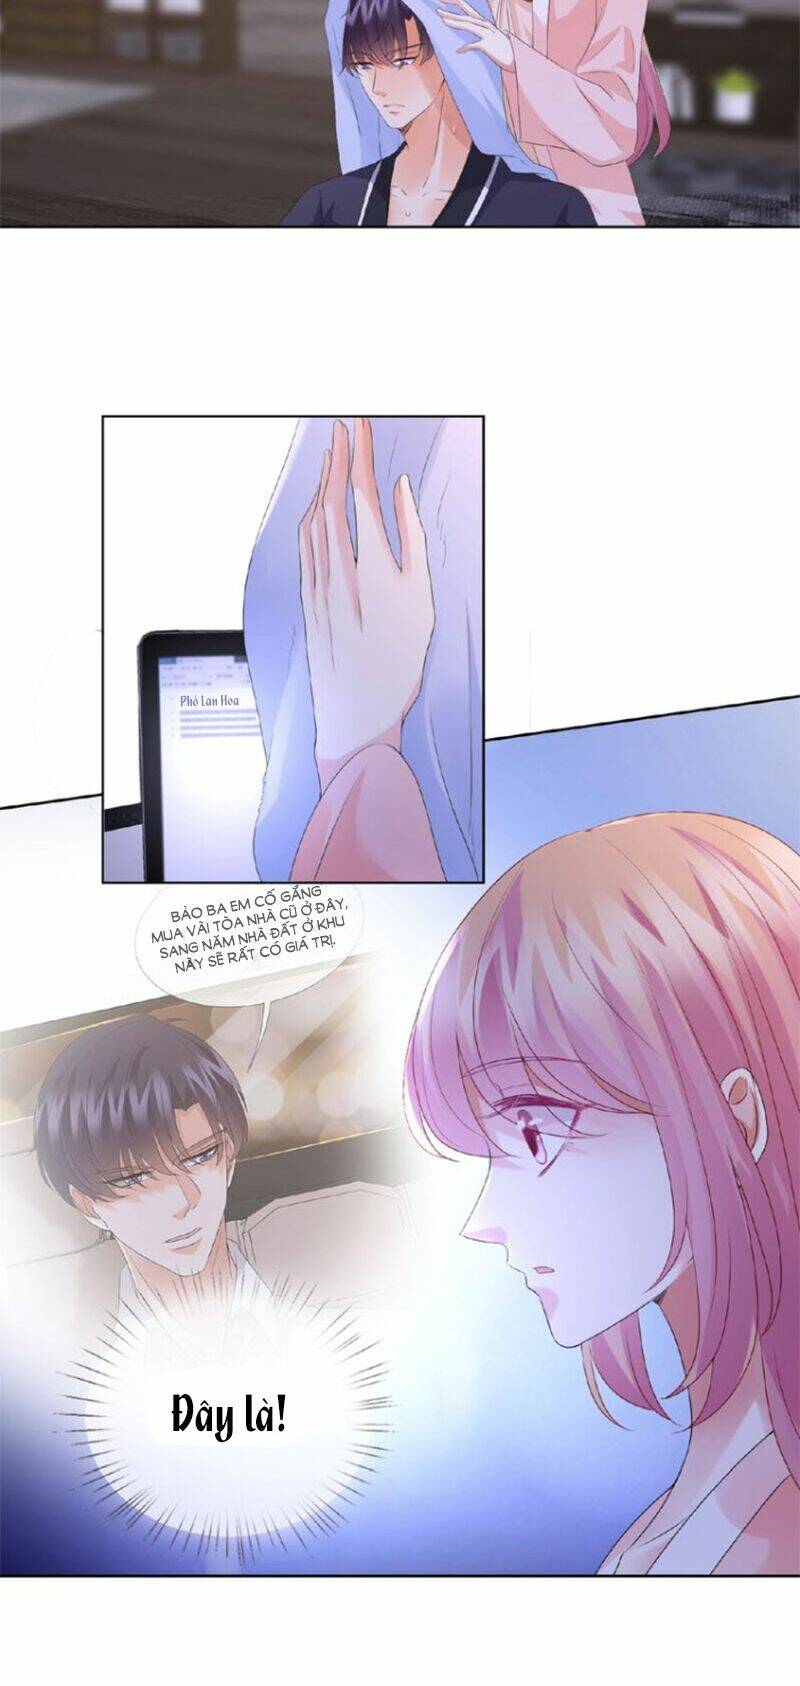 Phó Lan Hoa
BẢO BA EM CỐ GẮNG
MUA VÀI TÒA NHÀ CŨ Ở ĐÂY,
SANG NĂM NHÀ ĐẤT Ở KHU
NÀY SẼ RẤT CÓ GIÁ TRỊ.
Đây là!